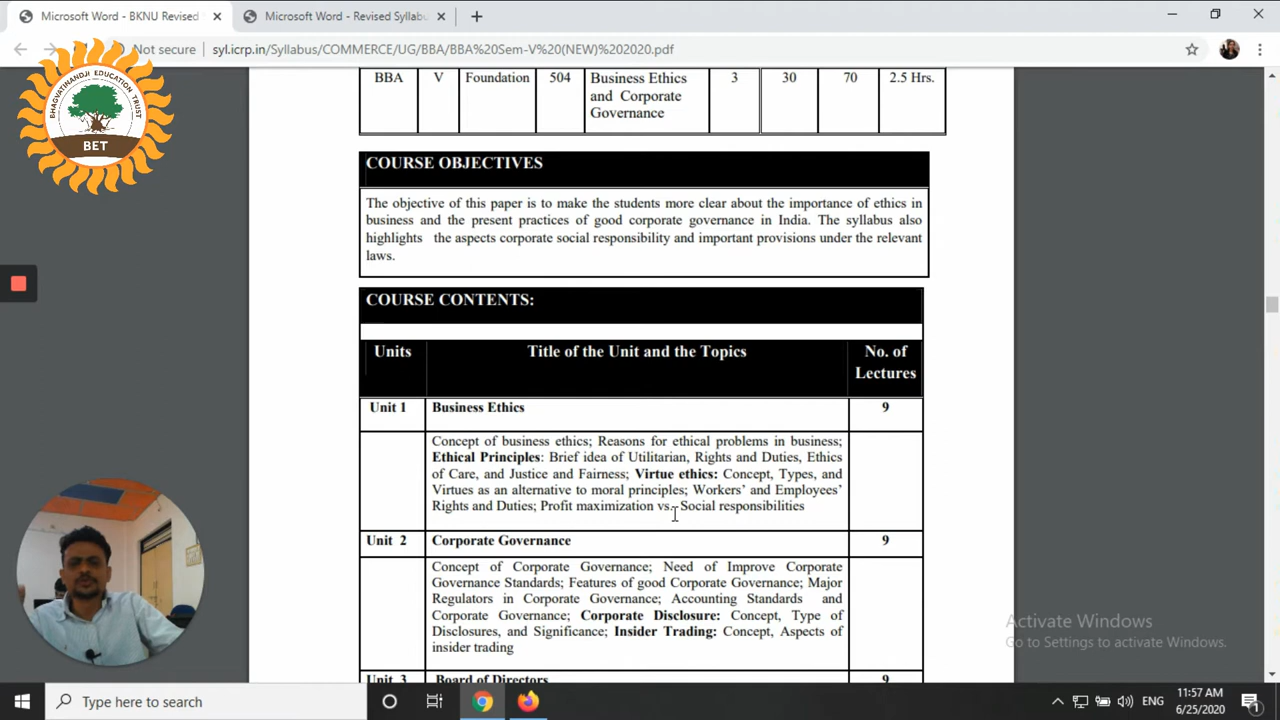 Microsoft Word - BKNU Revised
Microsoft Word - Revised Syllabu
Not secure
syl.icrp.in/Syllabus/COMMERCE/UG/BBA/BBA%20Sem-V%20(NEW)%202020.pdf
BHAGVATINANDJI EDUCATION TRUST
BET
BBA V Foundation 504 Business Ethics 3 30 70 2.5 Hrs.
and Corporate
Governance
COURSE OBJECTIVES
The objective of this paper is to make the students more clear about the importance of ethics in
business and the present practices of good corporate governance in India. The syllabus also
highlights the aspects corporate social responsibility and important provisions under the relevant
laws.
COURSE CONTENTS:
Units Title of the Unit and the Topics No. of
Lectures
Unit 1 Business Ethics 9
Concept of business ethics; Reasons for ethical problems in business;
Ethical Principles: Brief idea of Utilitarian, Rights and Duties, Ethics
of Care, and Justice and Fairness; Virtue ethics: Concept, Types, and
Virtues as an alternative to moral principles; Workers' and Employees'
Rights and Duties; Profit maximization vs. Social responsibilities
Unit 2 Corporate Governance 9
Concept of Corporate Governance; Need of Improve Corporate
Governance Standards; Features of good Corporate Governance; Major
Regulators in Corporate Governance; Accounting Standards and
Corporate Governance; Corporate Disclosure: Concept, Type of
Disclosures, and Significance; Insider Trading: Concept, Aspects of
insider trading
Unit 3 Board of Directors 9
Activate Windows
Go to Settings to activate Windows.
Type here to search
ENG
11:57 AM
6/25/2020
1